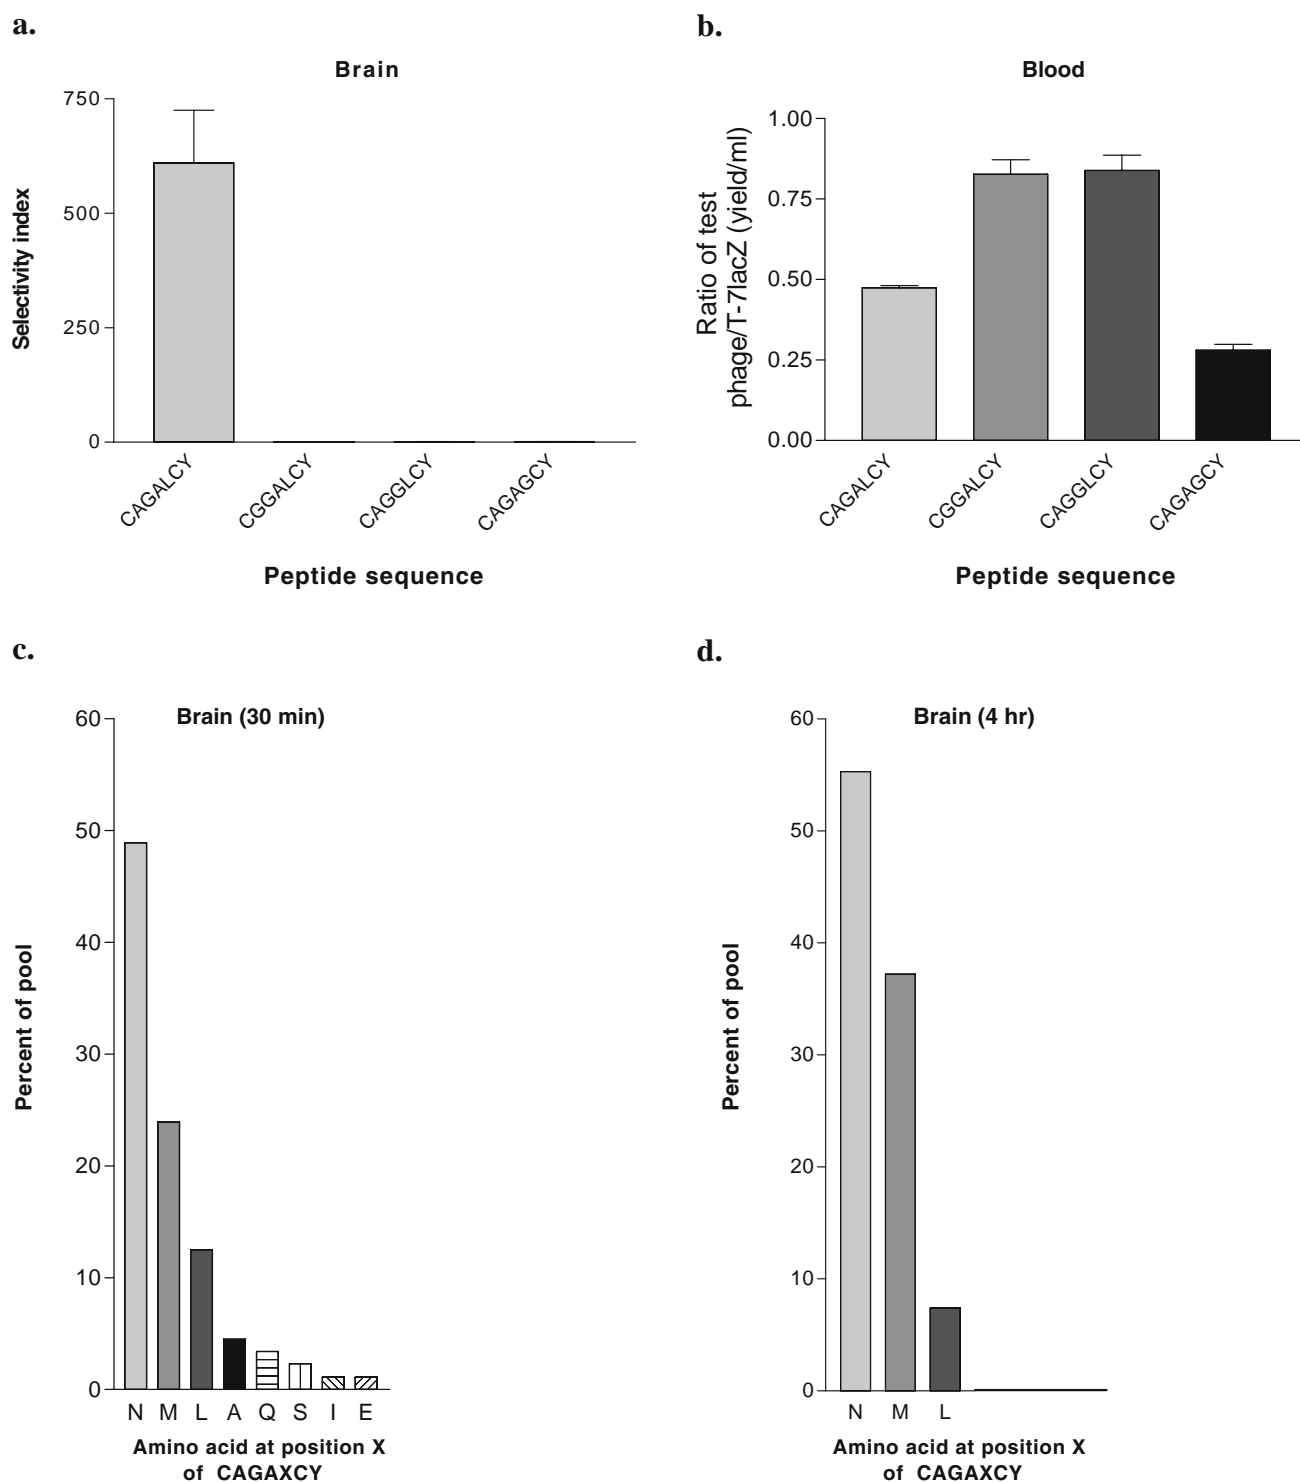 a.
Brain
750
500
250
0
Selectivity index
CAGALCY
CGGALCY
CAGGLCY
CAGAGCY
Peptide sequence
b.
Blood
1.00
0.75
0.50
0.25
0.00
Ratio of test
phage/T-7lacZ (yield/ml)
CAGALCY
CGGALCY
CAGGLCY
CAGAGCY
Peptide sequence
c.
Brain (30 min)
60
50
40
30
20
10
0
Percent of pool
N M L A Q S I E
Amino acid at position X
of CAGAXCY
d.
Brain (4 hr)
60
50
40
30
20
10
0
Percent of pool
N M L
Amino acid at position X
of CAGAXCY